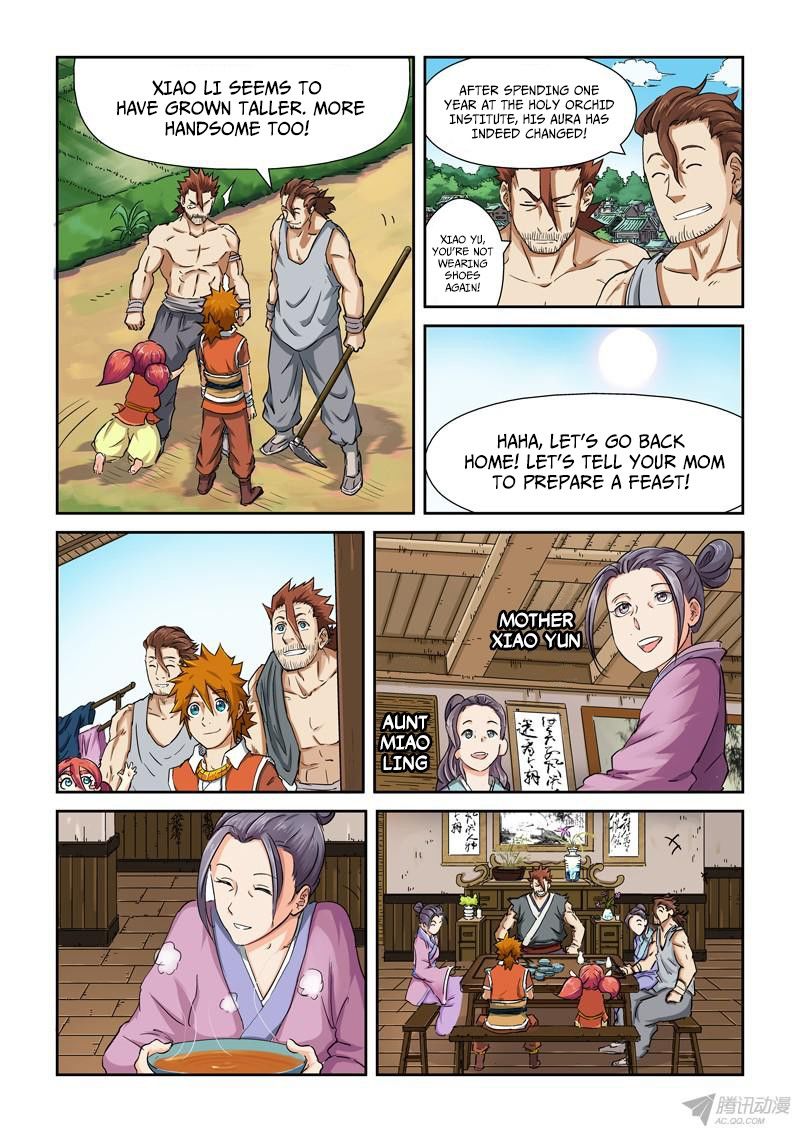 XIAO LI SEEMS TO
HAVE GROWN TALLER. MORE
HANDSOME TOO!
AFTER SPENDING ONE
YEAR AT THE HOLY ORCHID
INSTITUTE, HIS AURA HAS
INDEED CHANGED!
XIAO YU,
YOU'RE NOT
WEARING
SHOES
AGAIN!
HAHA, LET'S GO BACK
HOME! LET'S TELL YOUR MOM
TO PREPARE A FEAST!
MOTHER
XIAO YUN
AUNT
MIAO
LING
腾讯动漫
AC.QQ.COM